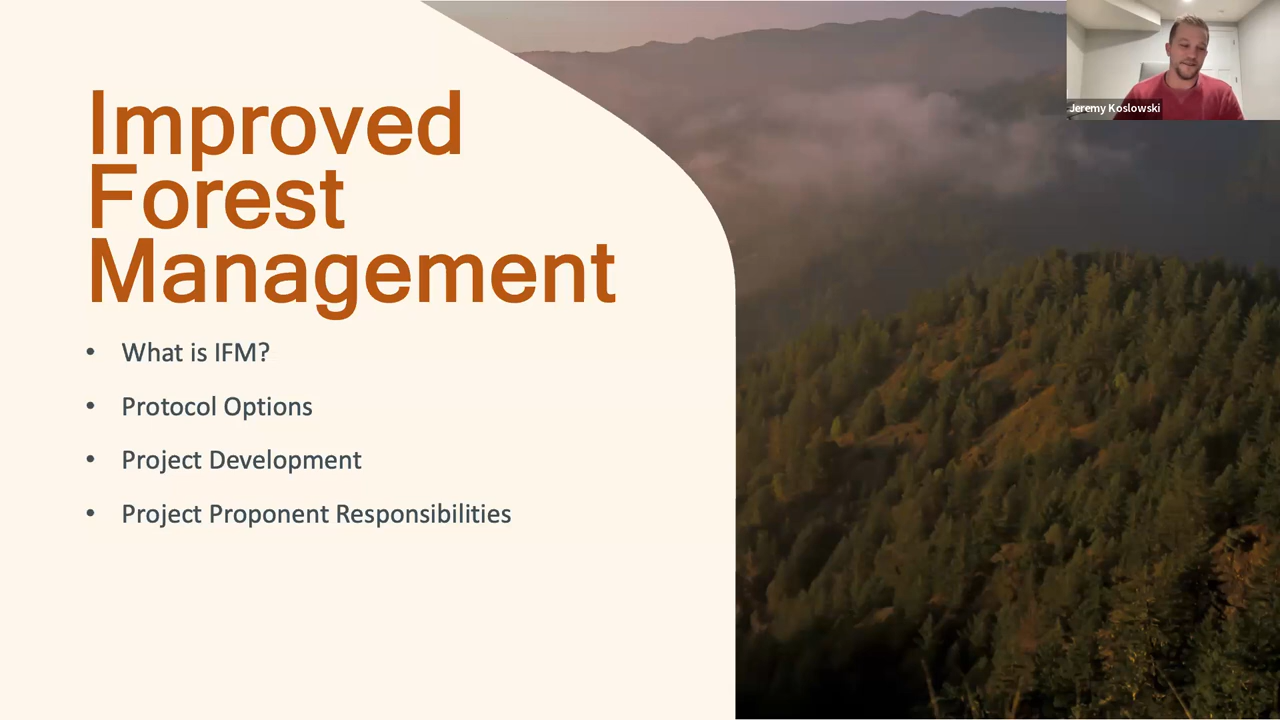 Improved
Forest
Management
• What is IFM?
• Protocol Options
• Project Development
• Project Proponent Responsibilities
Jeremy Koslowski